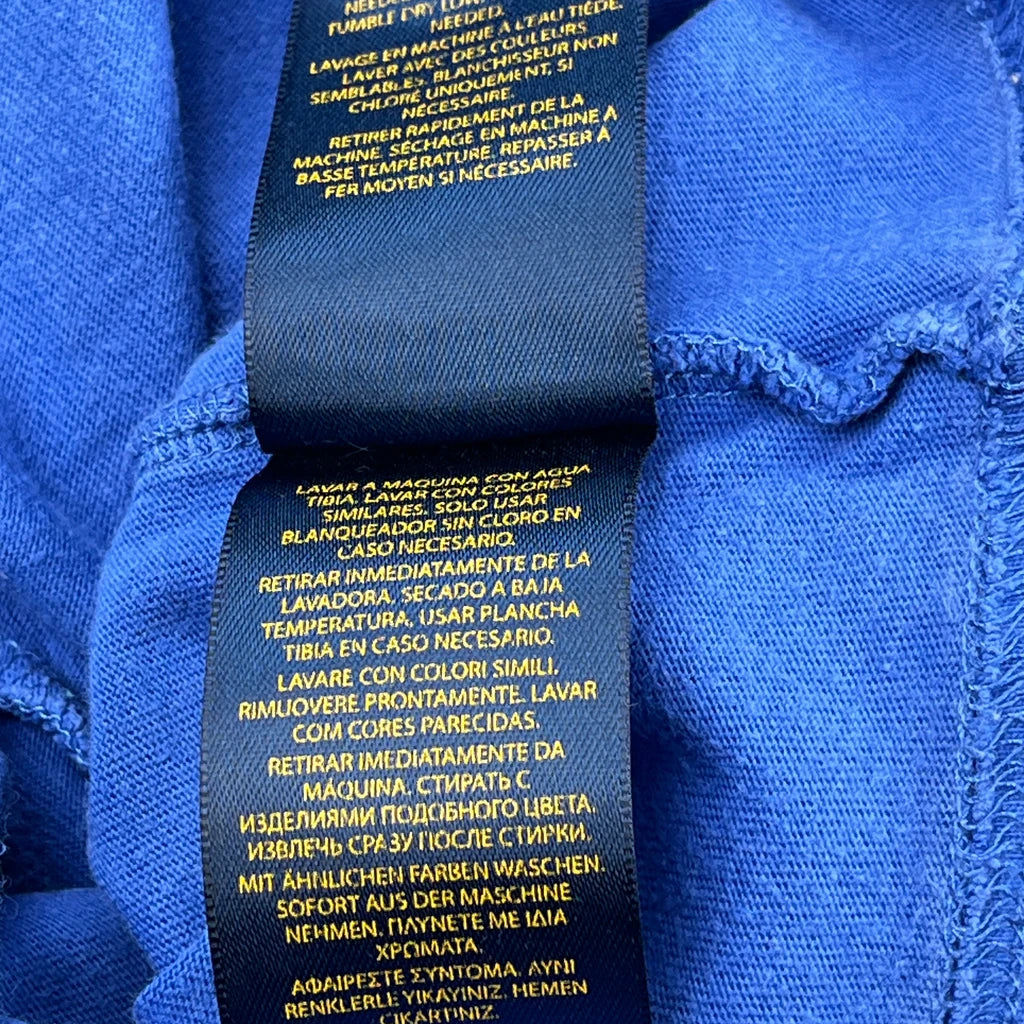 TUMBLE DRY LOW.
NEEDED.
LAVAGE EN MACHINE À L'EAU TIÈDE.
LAVER AVEC DES COULEURS
SEMBLABLES. BLANCHISSEUR NON
CHLORÉ UNIQUEMENT, SI
NÉCESSAIRE.
RETIRER RAPIDEMENT DE LA
MACHINE. SÉCHAGE EN MACHINE À
BASSE TEMPÉRATURE. REPASSER À
FER MOYEN SI NÉCESSAIRE.
LAVAR A MAQUINA CON AGUA
TIBIA. LAVAR CON COLORES
SIMILARES. SOLO USAR
BLANQUEADOR SIN CLORO EN
CASO NECESARIO.
RETIRAR INMEDIATAMENTE DE LA
LAVADORA. SECADO A BAJA
TEMPERATURA. USAR PLANCHA
TIBIA EN CASO NECESARIO.
LAVARE CON COLORI SIMILI.
RIMUOVERE PRONTAMENTE. LAVAR
COM CORES PARECIDAS.
RETIRAR IMEDIATAMENTE DA
MÁQUINA. СТИРАТЬ С
ИЗДЕЛИЯМИ ПОДОБНОГО ЦВЕТА.
ИЗВЛЕЧЬ СРАЗУ ПОСЛЕ СТИРКИ.
MIT ÄHNLICHEN FARBEN WASCHEN.
SOFORT AUS DER MASCHINE
NEHMEN. ΠΛΥΝΕΤΕ ΜΕ ΙΔΙΑ
ΧΡΩΜΑΤΑ.
ΑΦΑΙΡΕΣΤΕ ΣΥΝΤΟΜΑ. AYNI
RENKLERLE YIKAYINIZ. HEMEN
ÇIKARTINIZ.